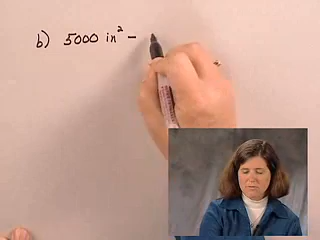 b) 5000 in² –